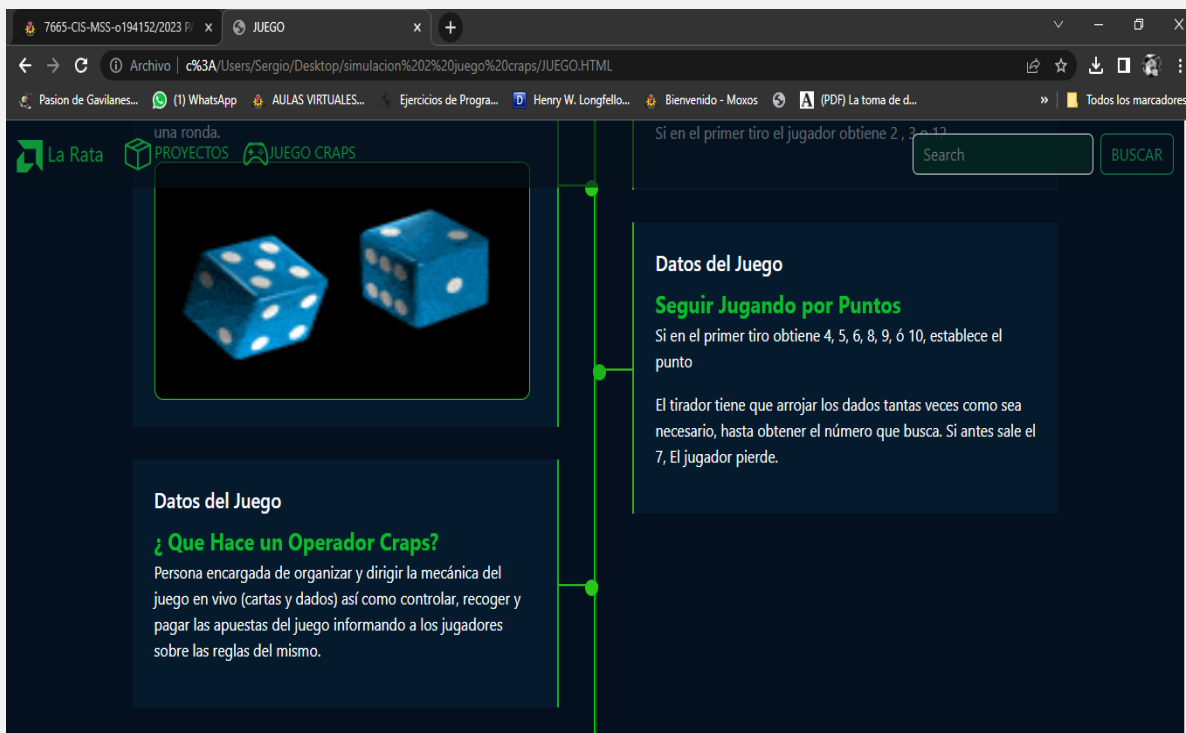 7665-CIS-MSS-o194152/2023 P/
JUEGO
Archivo | c%3A/Users/Sergio/Desktop/simulacion%202%20juego%20craps/JUEGO.HTML
Pasion de Gavilanes... (1) WhatsApp AULAS VIRTUALES... Ejercicios de Progra... Henry W. Longfello... Bienvenido - Moxos (PDF) La toma de d... » Todos los marcadores
La Rata PROYECTOS JUEGO CRAPS Search BUSCAR
una ronda.
Datos del Juego
¿ Que Hace un Operador Craps?
Persona encargada de organizar y dirigir la mecánica del
juego en vivo (cartas y dados) así como controlar, recoger y
pagar las apuestas del juego informando a los jugadores
sobre las reglas del mismo.
Si en el primer tiro el jugador obtiene 2 , 3 o 12
Datos del Juego
Seguir Jugando por Puntos
Si en el primer tiro obtiene 4, 5, 6, 8, 9, ó 10, establece el
punto
El tirador tiene que arrojar los dados tantas veces como sea
necesario, hasta obtener el número que busca. Si antes sale el
7, El jugador pierde.